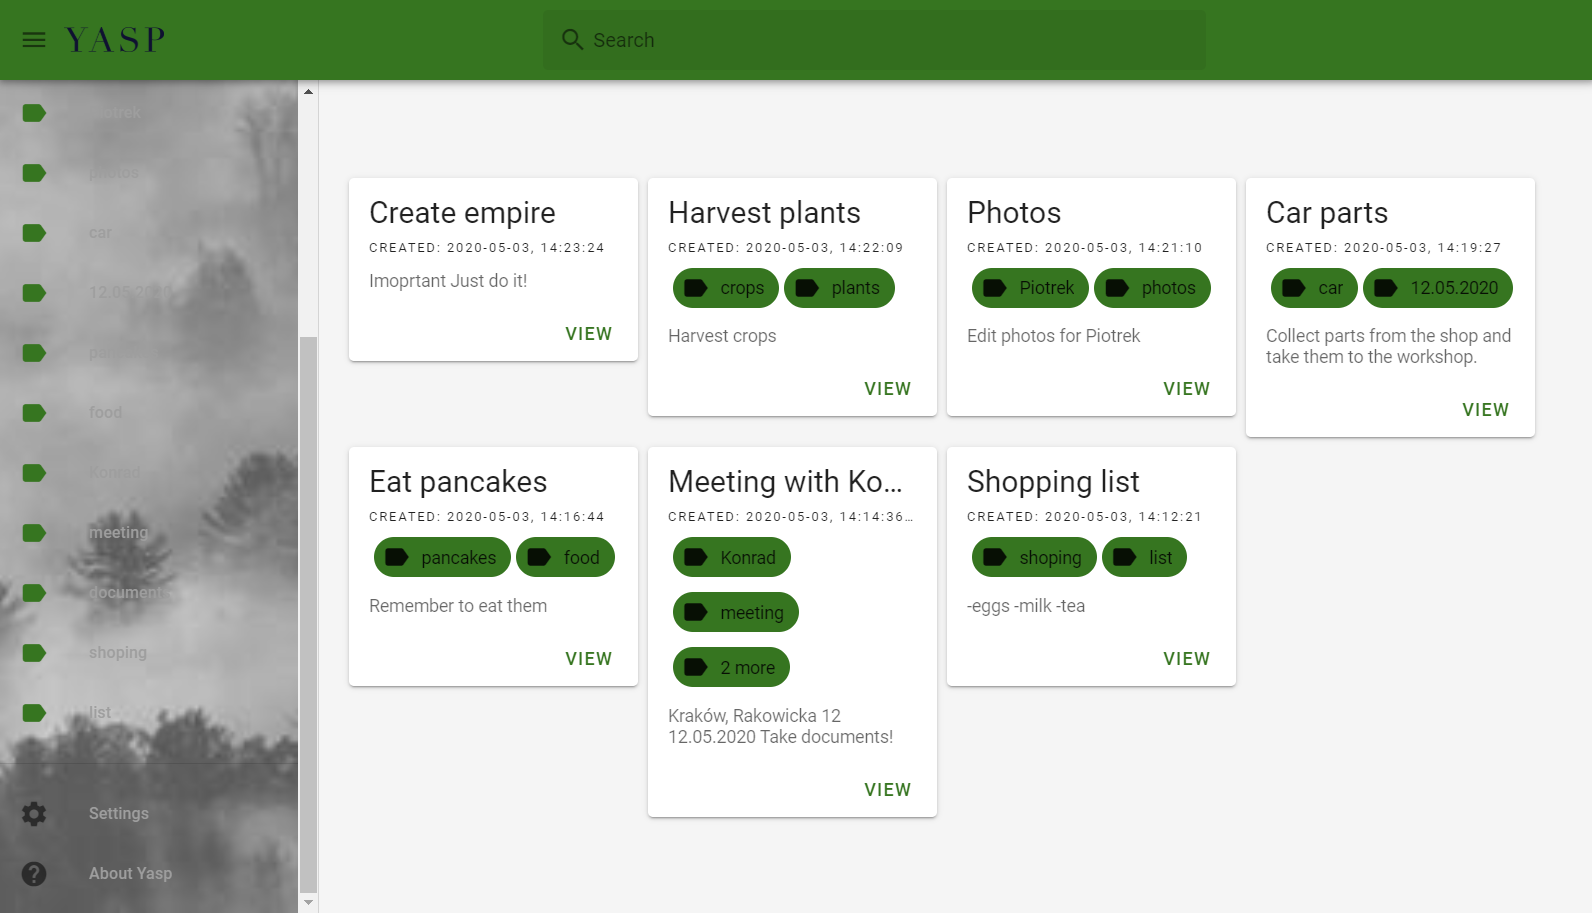 YASP
Search
photos
car
12.05.2020
food
Konrad
meeting
documents
shoping
list
Settings
About Yasp
Create empire
CREATED: 2020-05-03, 14:23:24
Imoprtant Just do it!
VIEW
Harvest plants
CREATED: 2020-05-03, 14:22:09
crops plants
Harvest crops
VIEW
Photos
CREATED: 2020-05-03, 14:21:10
Piotrek photos
Edit photos for Piotrek
VIEW
Car parts
CREATED: 2020-05-03, 14:19:27
car 12.05.2020
Collect parts from the shop and
take them to the workshop.
VIEW
Eat pancakes
CREATED: 2020-05-03, 14:16:44
pancakes food
Remember to eat them
VIEW
Meeting with Ko...
CREATED: 2020-05-03, 14:14:36...
Konrad
meeting
2 more
Kraków, Rakowicka 12
12.05.2020 Take documents!
VIEW
Shopping list
CREATED: 2020-05-03, 14:12:21
shoping list
-eggs -milk -tea
VIEW